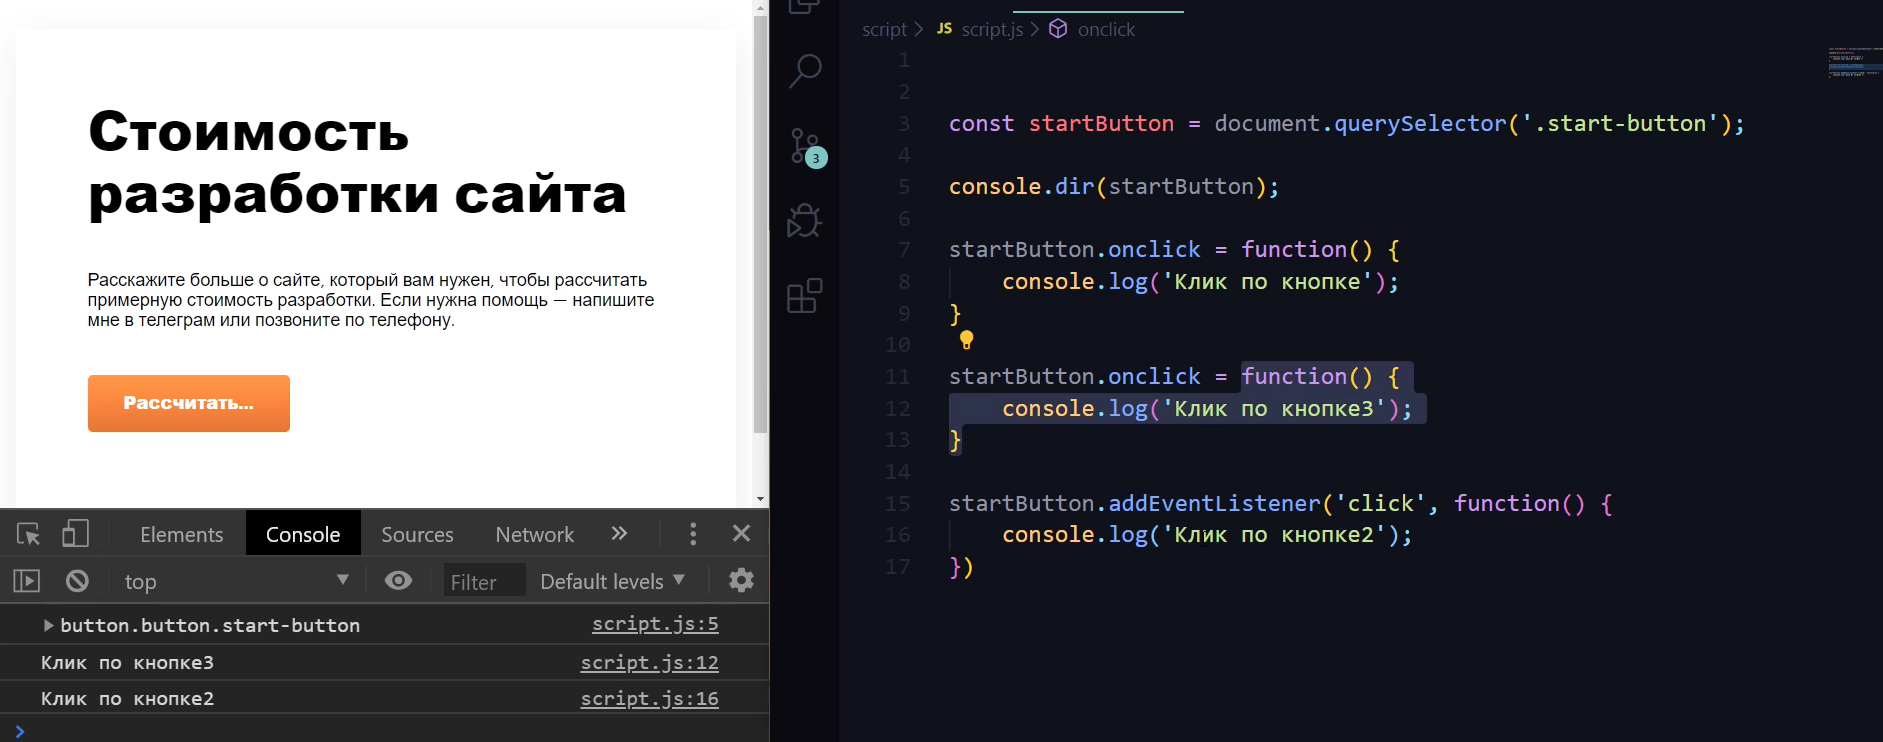 Стоимость
разработки сайта
Расскажите больше о сайте, который вам нужен, чтобы рассчитать
примерную стоимость разработки. Если нужна помощь — напишите
мне в телеграм или позвоните по телефону.
Рассчитать...
Elements Console Sources Network
top Filter Default levels
button.button.start-button script.js:5
Клик по кнопке3 script.js:12
Клик по кнопке2 script.js:16
3
script > JS script.js > onclick
1
2
3 const startButton = document.querySelector('.start-button');
4
5 console.dir(startButton);
6
7 startButton.onclick = function() {
8 console.log('Клик по кнопке');
9 }
10
11 startButton.onclick = function() {
12 console.log('Клик по кнопке3');
13 }
14
15 startButton.addEventListener('click', function() {
16 console.log('Клик по кнопке2');
17 })